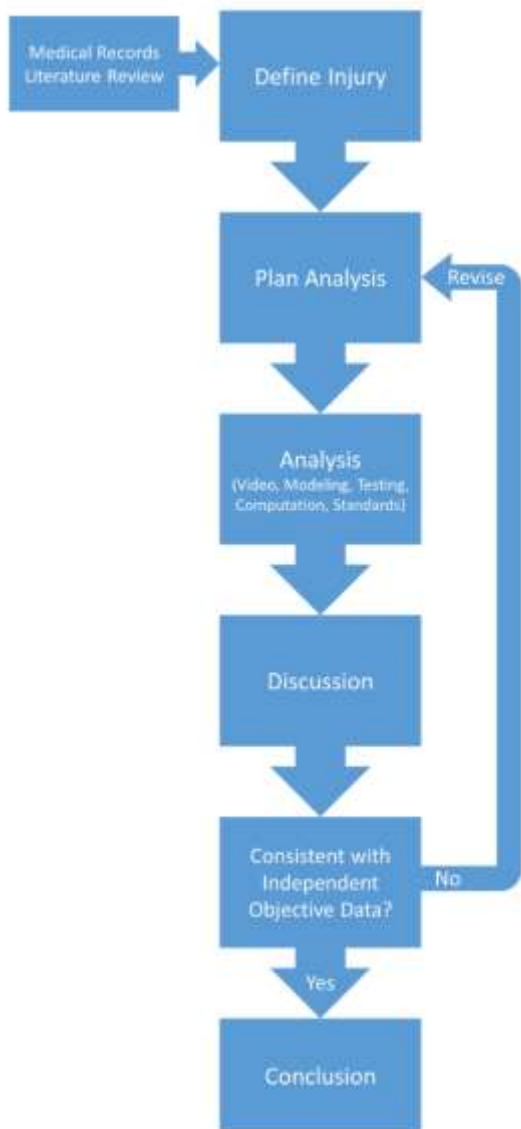 Medical Records
Literature Review
Define Injury
Plan Analysis
Revise
Analysis
(Video, Modeling, Testing,
Computation, Standards)
Discussion
Consistent with
Independent
Objective Data?
No
Yes
Conclusion